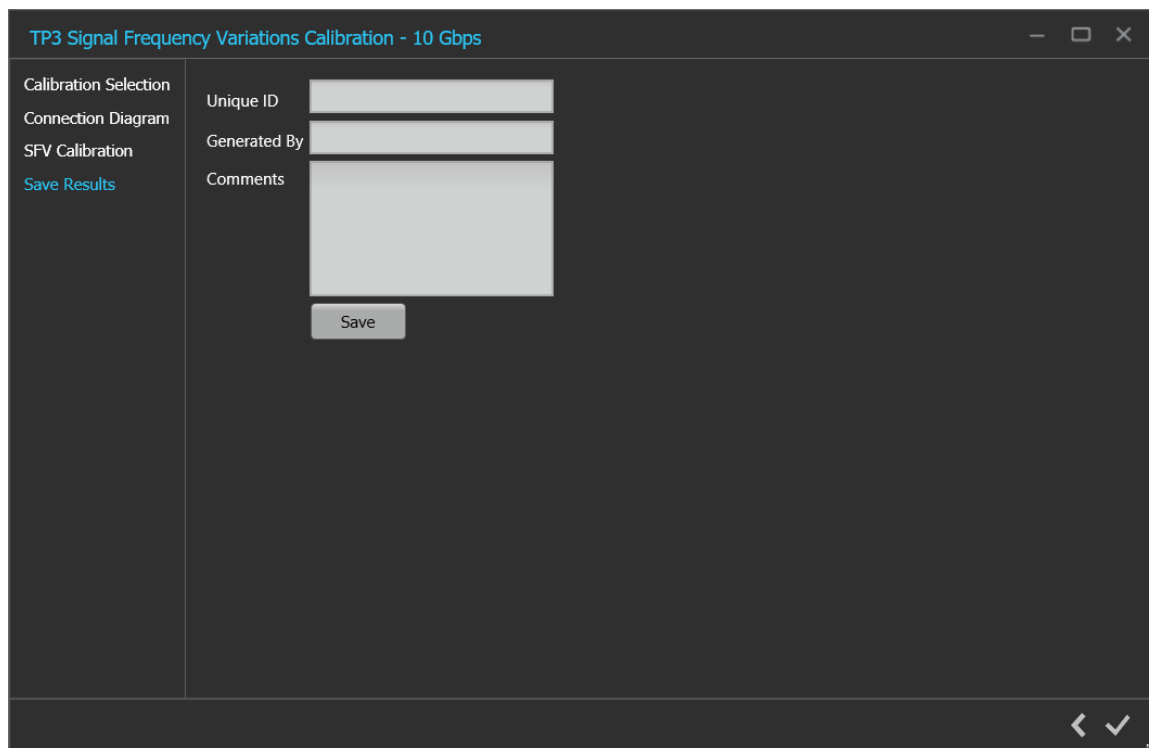 TP3 Signal Frequency Variations Calibration - 10 Gbps
Calibration Selection
Connection Diagram
SFV Calibration
Save Results
Unique ID
Generated By
Comments
Save